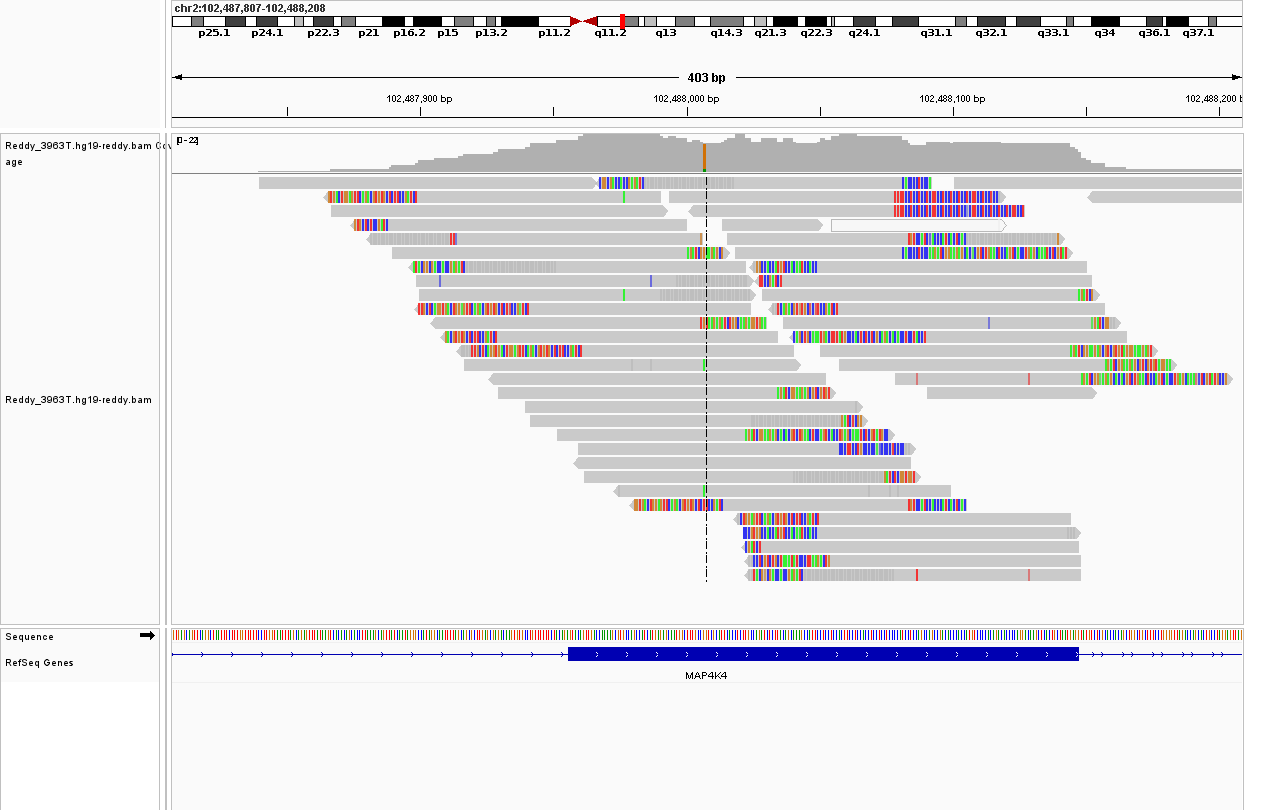 chr2:102,487,807-102,488,208
p25.1 p24.1 p22.3 p21 p16.2 p15 p13.2 p11.2 q11.2 q13 q14.3 q21.3 q22.3 q24.1 q31.1 q32.1 q33.1 q34 q36.1 q37.1
403 bp
102,487,900 bp 102,488,000 bp 102,488,100 bp 102,488,200 b
Reddy_3963T.hg19-reddy.bam Cov
age
[0-22]
Reddy_3963T.hg19-reddy.bam
Sequence
RefSeq Genes
MAP4K4